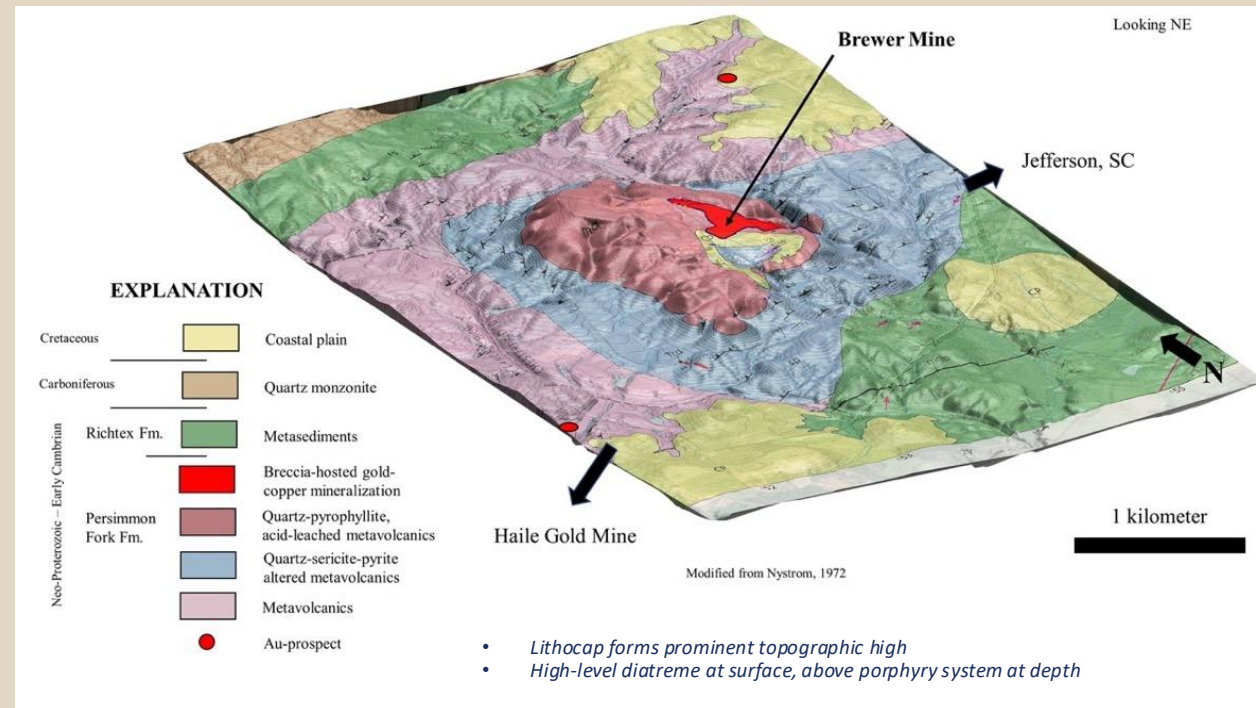 Looking NE
Brewer Mine
Jefferson, SC
EXPLANATION
Cretaceous
Coastal plain
Carboniferous
Quartz monzonite
Neo-Proterozoic – Early Cambrian
Richtex Fm.
Metasediments
Breccia-hosted gold-
copper mineralization
Persimmon
Fork Fm.
Quartz-pyrophyllite,
acid-leached metavolcanics
Quartz-sericite-pyrite
altered metavolcanics
Metavolcanics
Au-prospect
CP
N
CP
Haile Gold Mine
1 kilometer
Modified from Nystrom, 1972
• Lithocap forms prominent topographic high
• High-level diatreme at surface, above porphyry system at depth